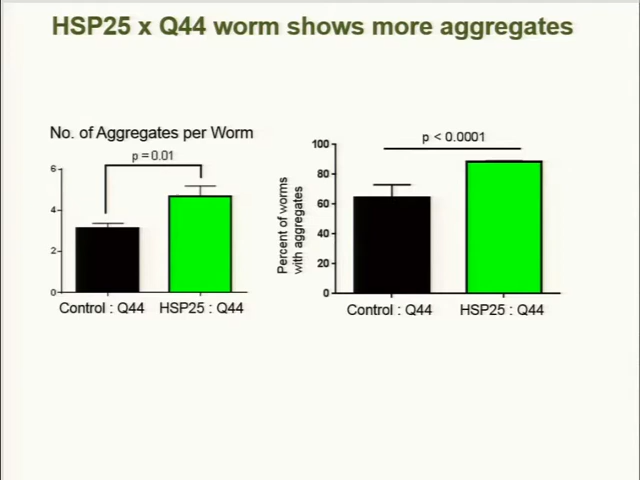 HSP25 x Q44 worm shows more aggregates
No. of Aggregates per Worm
p = 0.01
6
4
2
0
Control : Q44 HSP25 : Q44
p < 0.0001
Percent of worms
with aggregates
100
80
60
40
20
0
Control : Q44 HSP25 : Q44